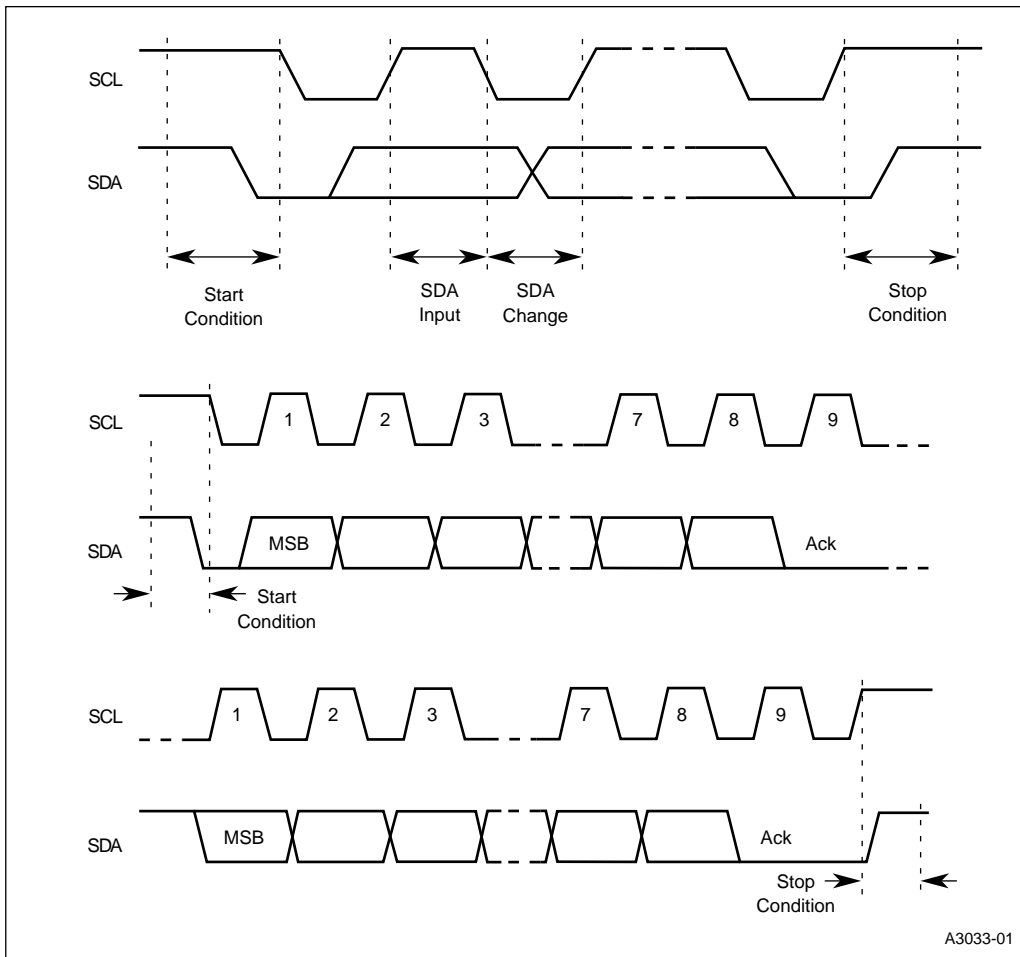 SCL
SDA
Start
Condition
SDA
Input
SDA
Change
Stop
Condition
SCL
1
2
3
7
8
9
SDA
MSB
Ack
Start
Condition
SCL
1
2
3
7
8
9
SDA
MSB
Ack
Stop
Condition
A3033-01